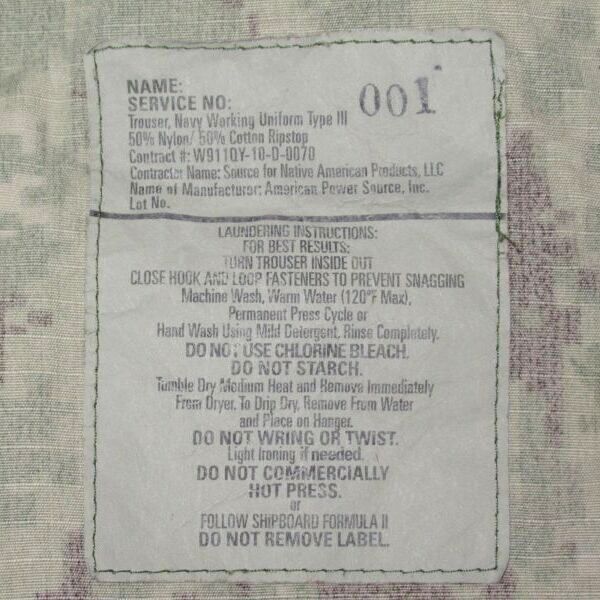 NAME:
SERVICE NO:
001
Trouser, Navy Working Uniform Type III
50% Nylon/ 50% Cotton Ripstop
Contract #: W911QY-10-D-0070
Contractor Name: Source for Native American Products, LLC
Name of Manufacturer: American Power Source, Inc.
Lot No.
LAUNDERING INSTRUCTIONS:
FOR BEST RESULTS:
TURN TROUSER INSIDE OUT
CLOSE HOOK AND LOOP FASTENERS TO PREVENT SNAGGING
Machine Wash, Warm Water (120°F Max),
Permanent Press Cycle or
Hand Wash Using Mild Detergent, Rinse Completely.
DO NOT USE CHLORINE BLEACH.
DO NOT STARCH.
Tumble Dry Medium Heat and Remove Immediately
From Dryer. To Drip Dry, Remove From Water
and Place on Hanger.
DO NOT WRING OR TWIST.
Light Ironing if needed.
DO NOT COMMERCIALLY
HOT PRESS.
or
FOLLOW SHIPBOARD FORMULA II
DO NOT REMOVE LABEL.